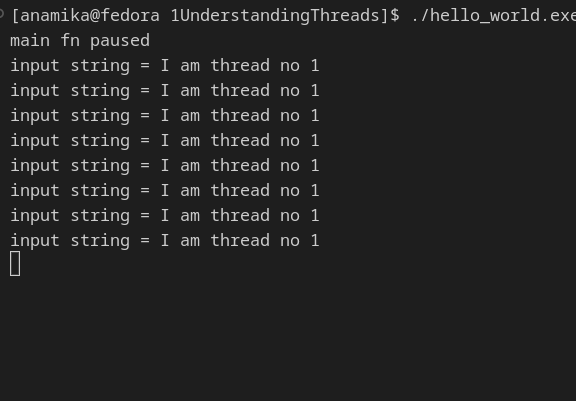 [anamika@fedora 1UnderstandingThreads]$ ./hello_world.exe
main fn paused
input string = I am thread no 1
input string = I am thread no 1
input string = I am thread no 1
input string = I am thread no 1
input string = I am thread no 1
input string = I am thread no 1
input string = I am thread no 1
input string = I am thread no 1